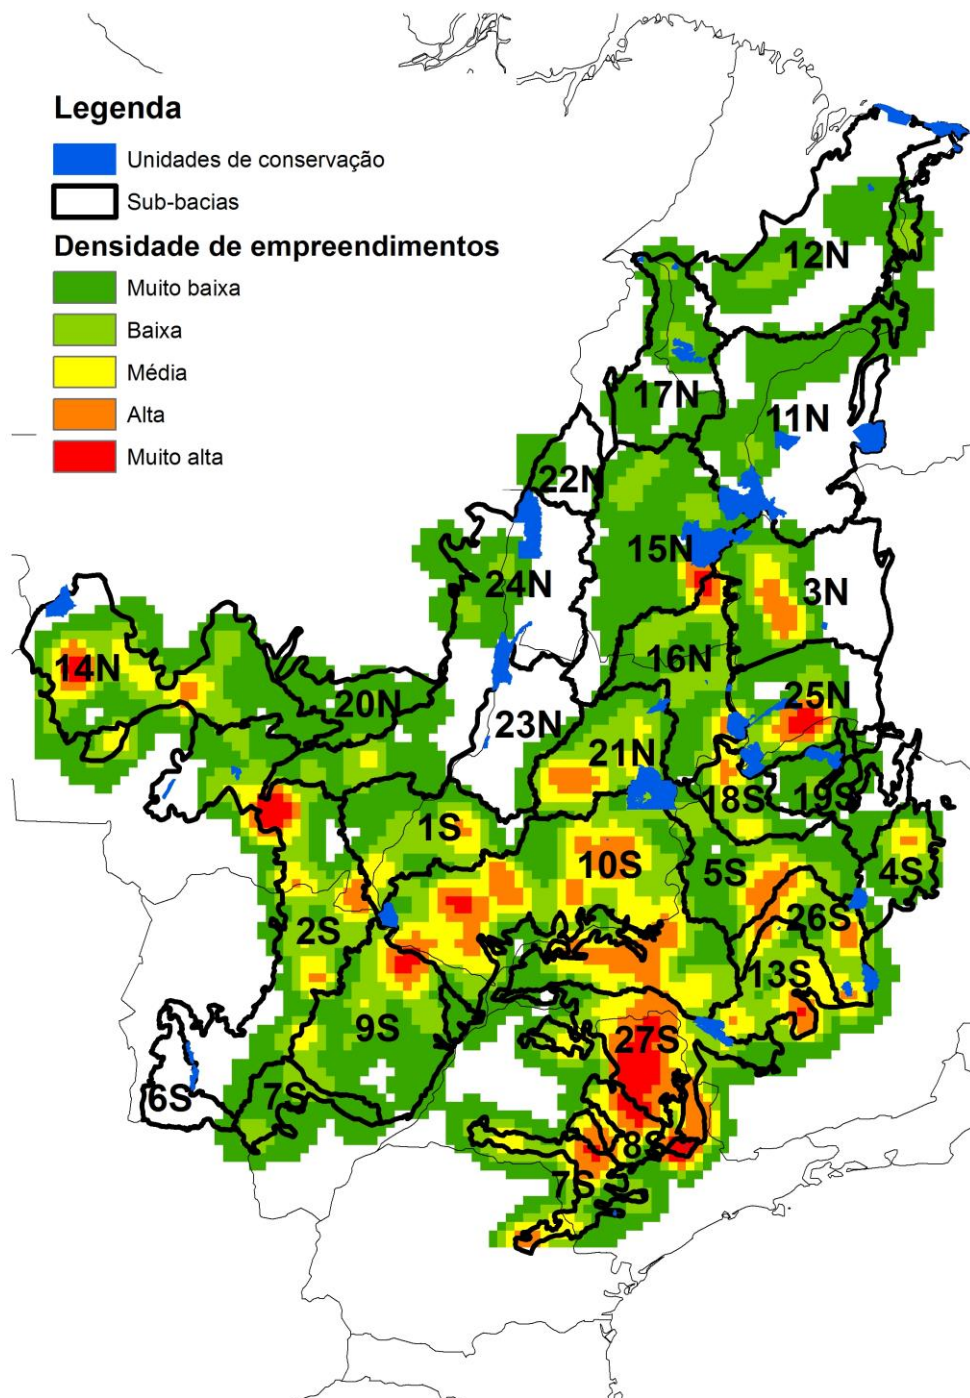 Legenda
Unidades de conservação
Sub-bacias
Densidade de empreendimentos
Muito baixa
Baixa
Média
Alta
Muito alta
12N
17N
11N
22N
15N
24N
3N
14N
16N
20N
25N
23N
21N
18S
19S
1S
10S
5S
4S
2S
26S
13S
9S
27S
6S
7S
8S
7S